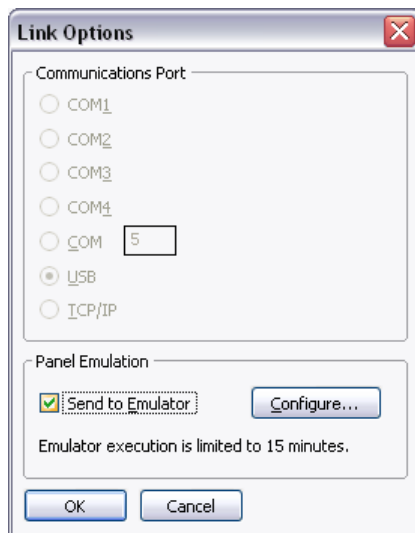 Link Options
Communications Port
COM1
COM2
COM3
COM4
COM 5
USB
TCP/IP
Panel Emulation
Send to Emulator Configure...
Emulator execution is limited to 15 minutes.
OK Cancel